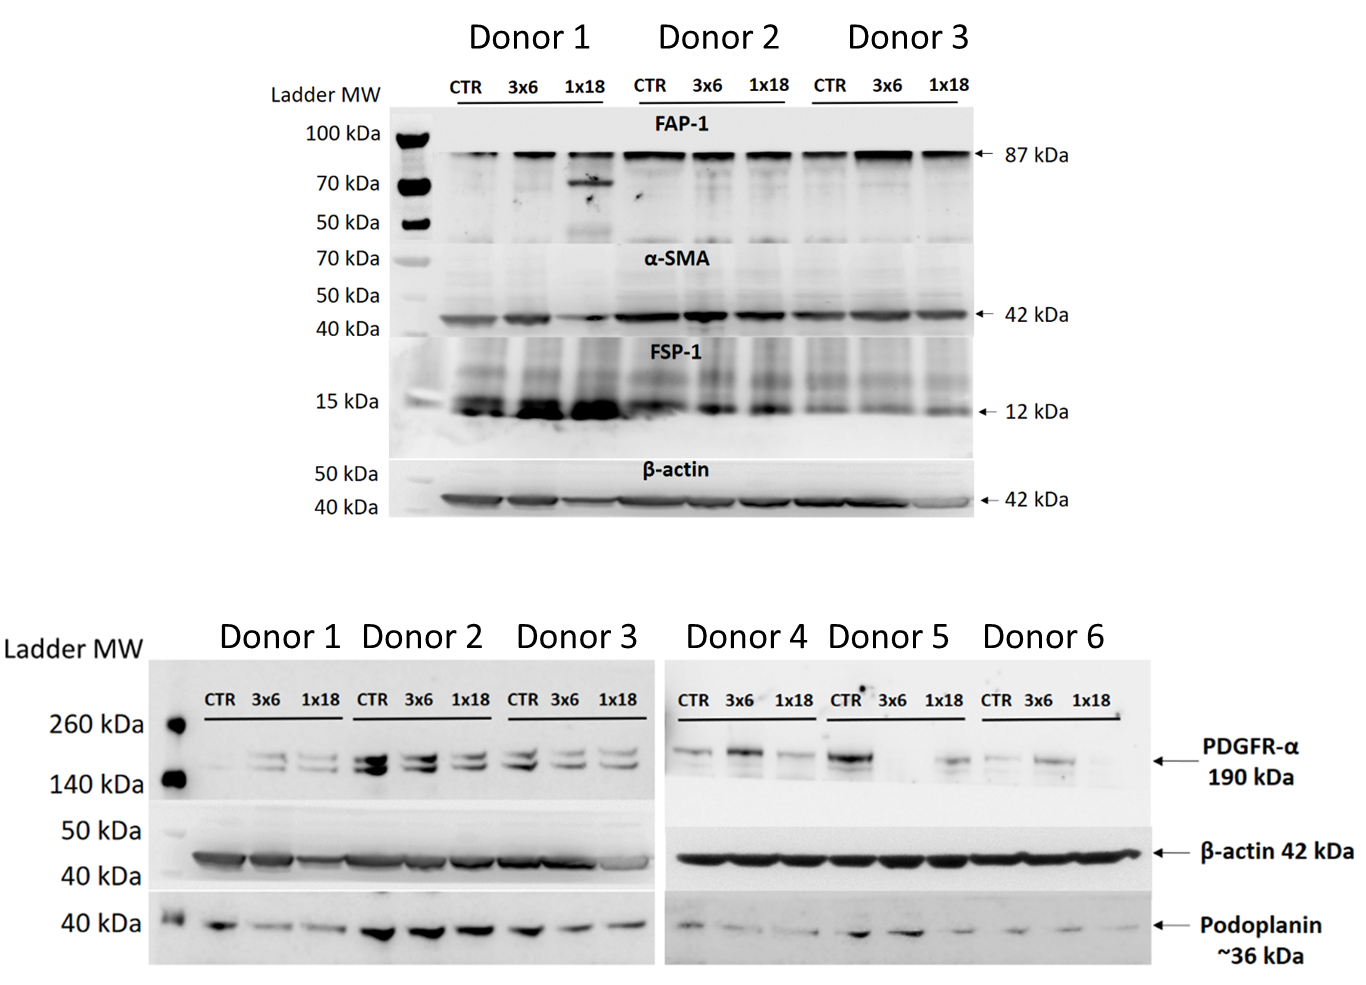 Donor 1 Donor 2 Donor 3
Ladder MW CTR 3x6 1x18 CTR 3x6 1x18 CTR 3x6 1x18
FAP-1
100 kDa
87 kDa
70 kDa
50 kDa
α-SMA
70 kDa
50 kDa
42 kDa
40 kDa
FSP-1
15 kDa
12 kDa
β-actin
50 kDa
42 kDa
40 kDa
Ladder MW Donor 1 Donor 2 Donor 3 Donor 4 Donor 5 Donor 6
CTR 3x6 1x18 CTR 3x6 1x18 CTR 3x6 1x18 CTR 3x6 1x18 CTR 3x6 1x18 CTR 3x6 1x18
260 kDa
PDGFR-α
190 kDa
140 kDa
50 kDa
β-actin 42 kDa
40 kDa
40 kDa
Podoplanin
~36 kDa